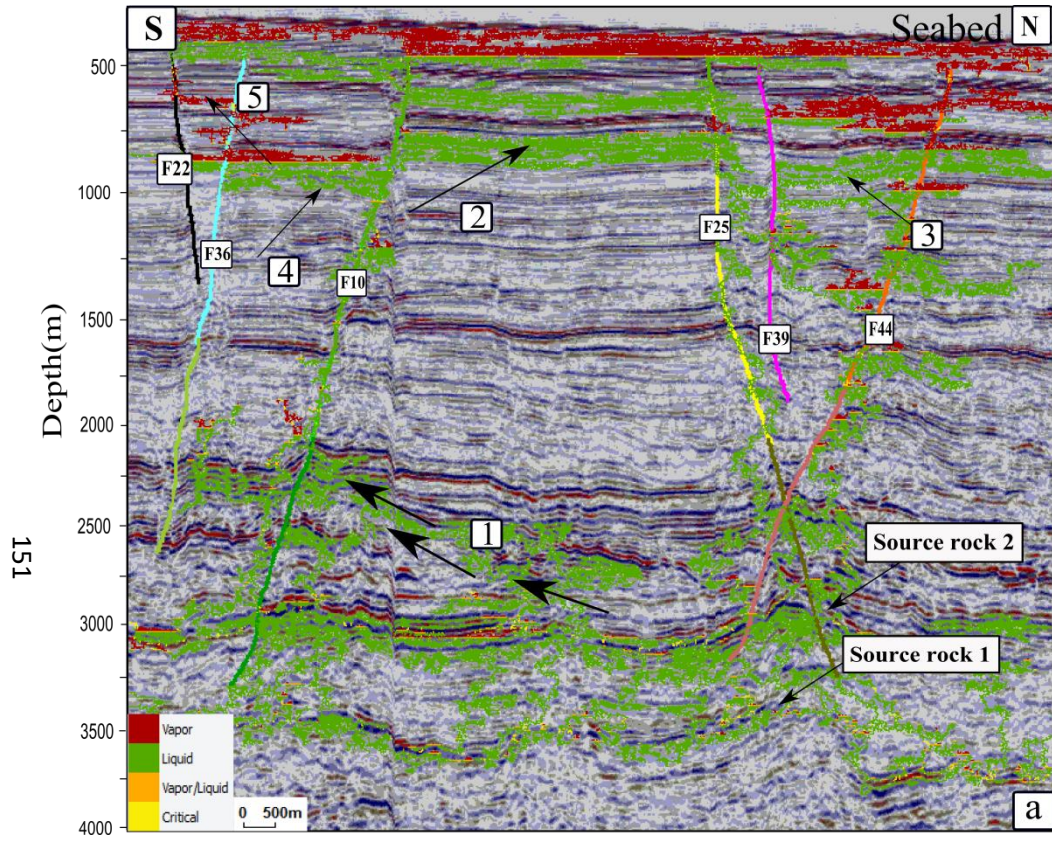 S
Seabed
N
500
5
F22
1000
2
F25
F36
3
4
F10
Depth(m)
1500
F39
F44
2000
2500
1
Source rock 2
151
3000
Source rock 1
3500
Vapor
Liquid
Vapor/Liquid
Critical
0 500m
4000
a